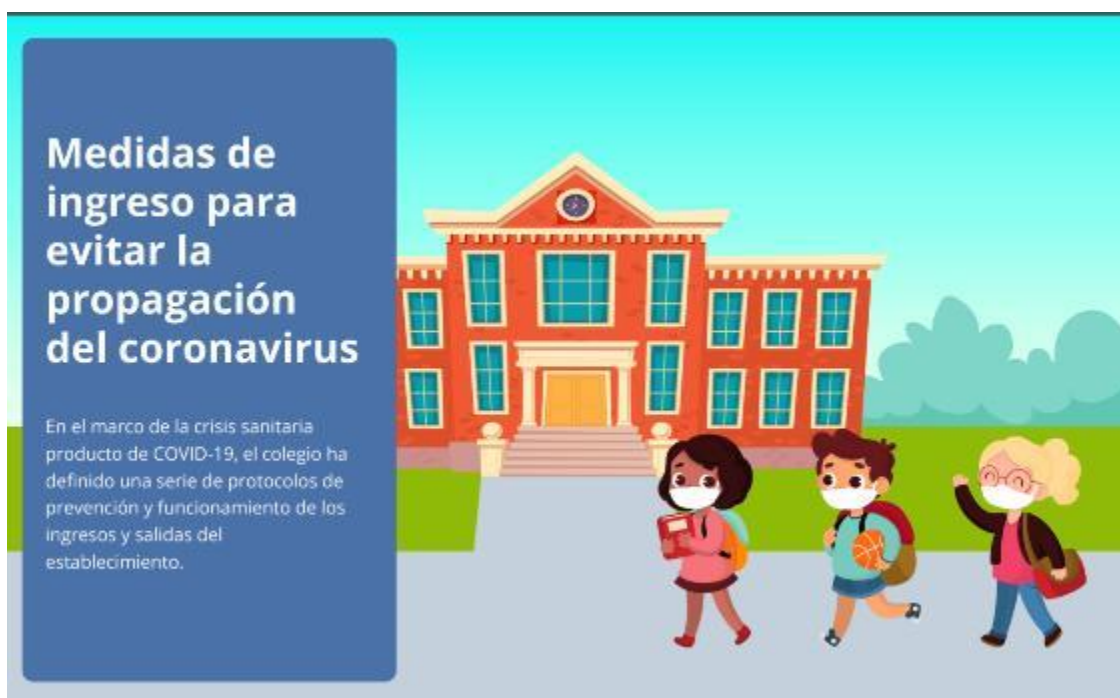 Medidas de
ingreso para
evitar la
propagación
del coronavirus
En el marco de la crisis sanitaria
producto de COVID-19, el colegio ha
definido una serie de protocolos de
prevención y funcionamiento de los
ingresos y salidas del
establecimiento.